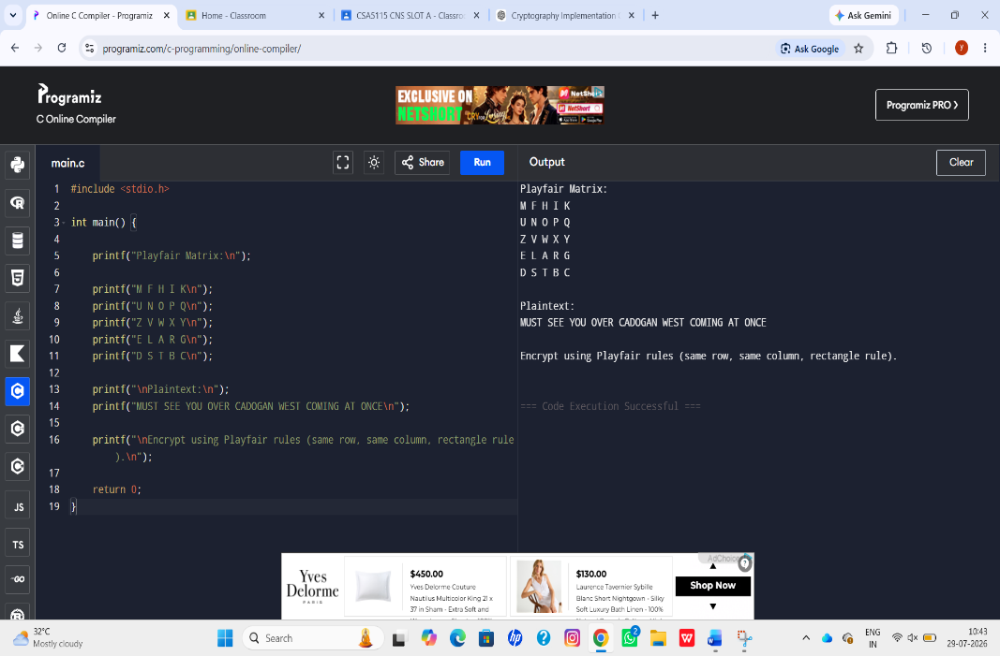 Online C Compiler - Programiz
Home - Classroom
CSA5115 CNS SLOT A - Classro
Cryptography Implementation
Ask Gemini
programiz.com/c-programming/online-compiler/
Ask Google
y
Programiz
C Online Compiler
EXCLUSIVE ON
NETSHORT
NetShort
NetShort
Programiz PRO
main.c
Share
Run
Output
Clear
1 #include <stdio.h>
2
3 int main() {
4
5 printf("Playfair Matrix:\n");
6
7 printf("M F H I K\n");
8 printf("U N O P Q\n");
9 printf("Z V W X Y\n");
10 printf("E L A R G\n");
11 printf("D S T B C\n");
12
13 printf("\nPlaintext:\n");
14 printf("MUST SEE YOU OVER CADOGAN WEST COMING AT ONCE\n");
15
16 printf("\nEncrypt using Playfair rules (same row, same column, rectangle rule
).\n");
17
18 return 0;
19 }
Playfair Matrix:
M F H I K
U N O P Q
Z V W X Y
E L A R G
D S T B C
Plaintext:
MUST SEE YOU OVER CADOGAN WEST COMING AT ONCE
Encrypt using Playfair rules (same row, same column, rectangle rule).
=== Code Execution Successful ===
JS
TS
GO
Yves
Delorme
PARIS
$450.00
Yves Delorme Couture
Nautilus Multicolor King 21 x
37 in Sham - Extra Soft and
$130.00
Laurence Tavernier Sybille
Blanc Short Nightgown - Silky
Soft Luxury Bath Linen - 100%
AdChoices
Shop Now
32°C
Mostly cloudy
Search
2
ENG
IN
10:43
29-07-2026